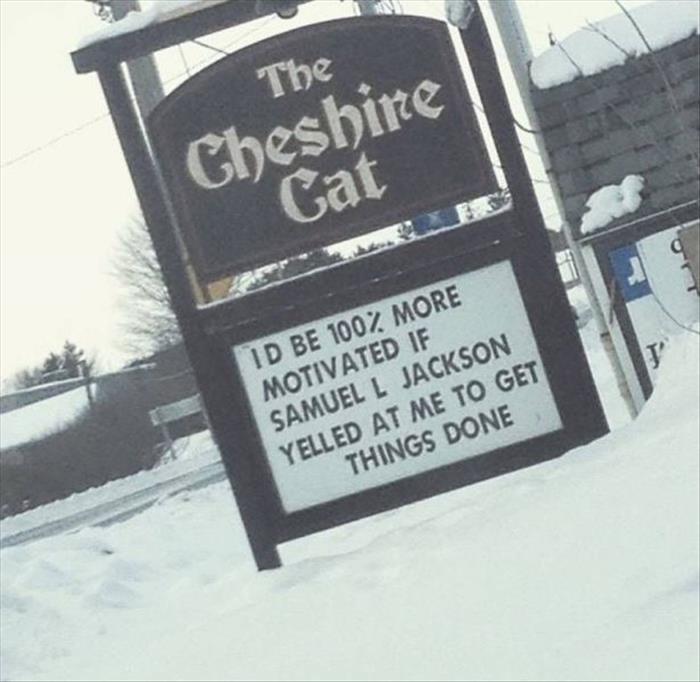 The
Cheshire
Cat
ID BE 100% MORE
MOTIVATED IF
SAMUEL L JACKSON
YELLED AT ME TO GET
THINGS DONE